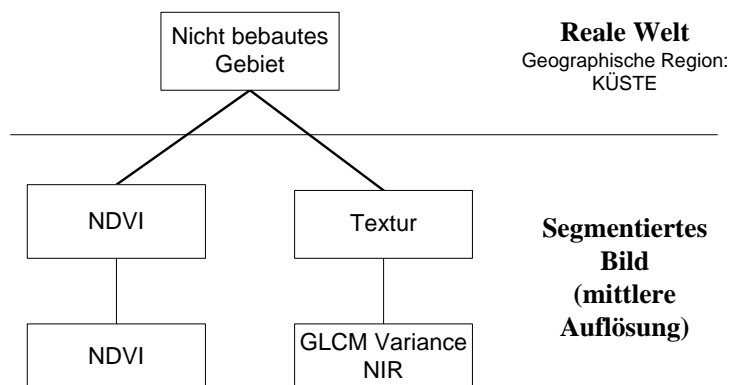 Nicht bebautes
Gebiet
Reale Welt
Geographische Region:
KÜSTE
NDVI
Textur
Segmentiertes
Bild
(mittlere
Auflösung)
NDVI
GLCM Variance
NIR